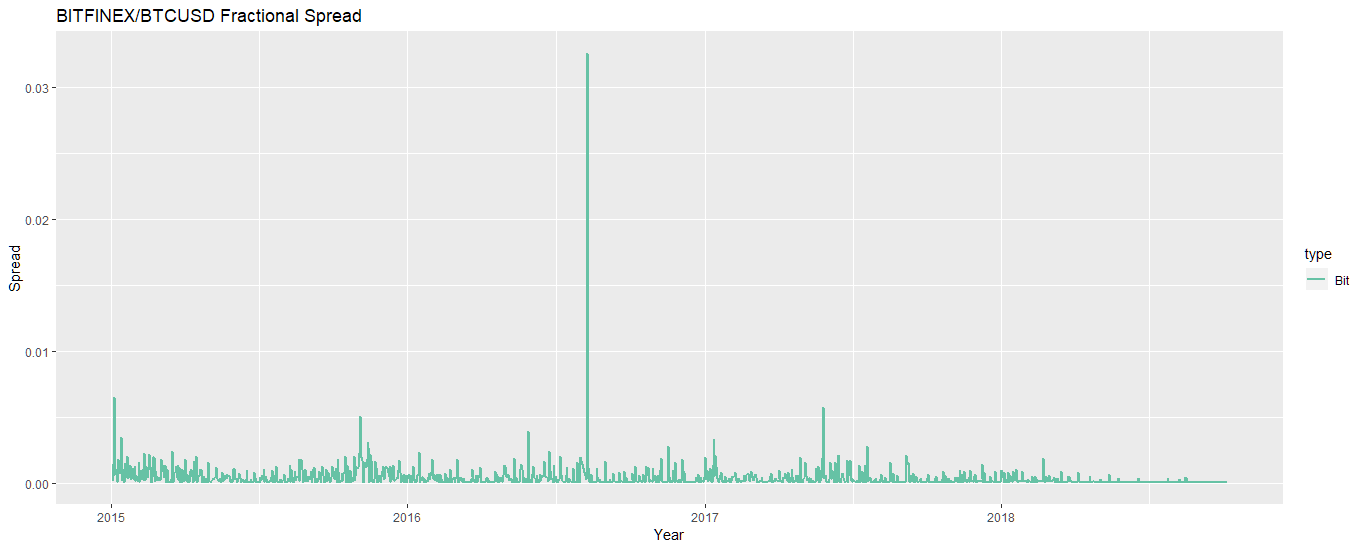 BITFINEX/BTCUSD Fractional Spread
0.03
0.02
0.01
0.00
Spread
2015 2016 2017 2018
Year
type
Bit